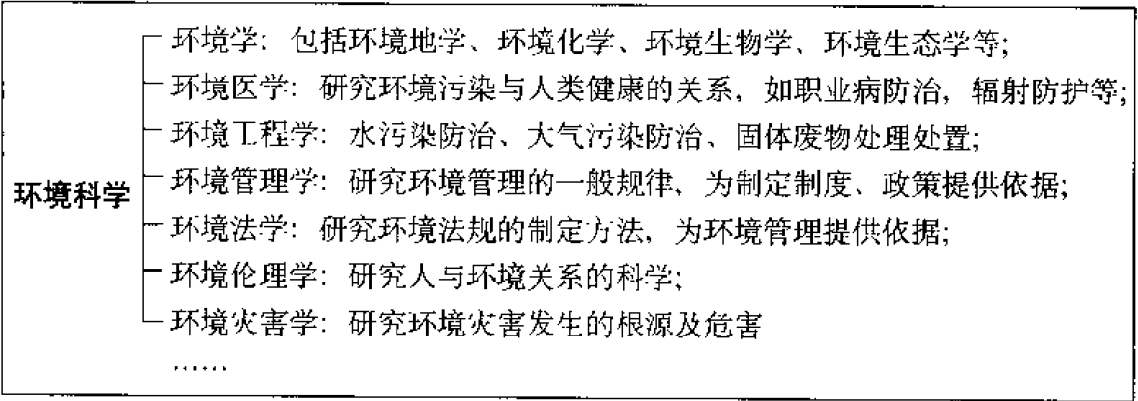 环境学：包括环境地学、环境化学、环境生物学、环境生态学等；
环境医学：研究环境污染与人类健康的关系，如职业病防治，辐射防护等；
环境工程学：水污染防治、大气污染防治、固体废物处理处置；
环境科学
环境管理学：研究环境管理的一般规律，为制定制度、政策提供依据；
环境法学：研究环境法规的制定方法，为环境管理提供依据；
环境伦理学：研究人与环境关系的科学；
环境灾害学：研究环境灾害发生的根源及危害
……